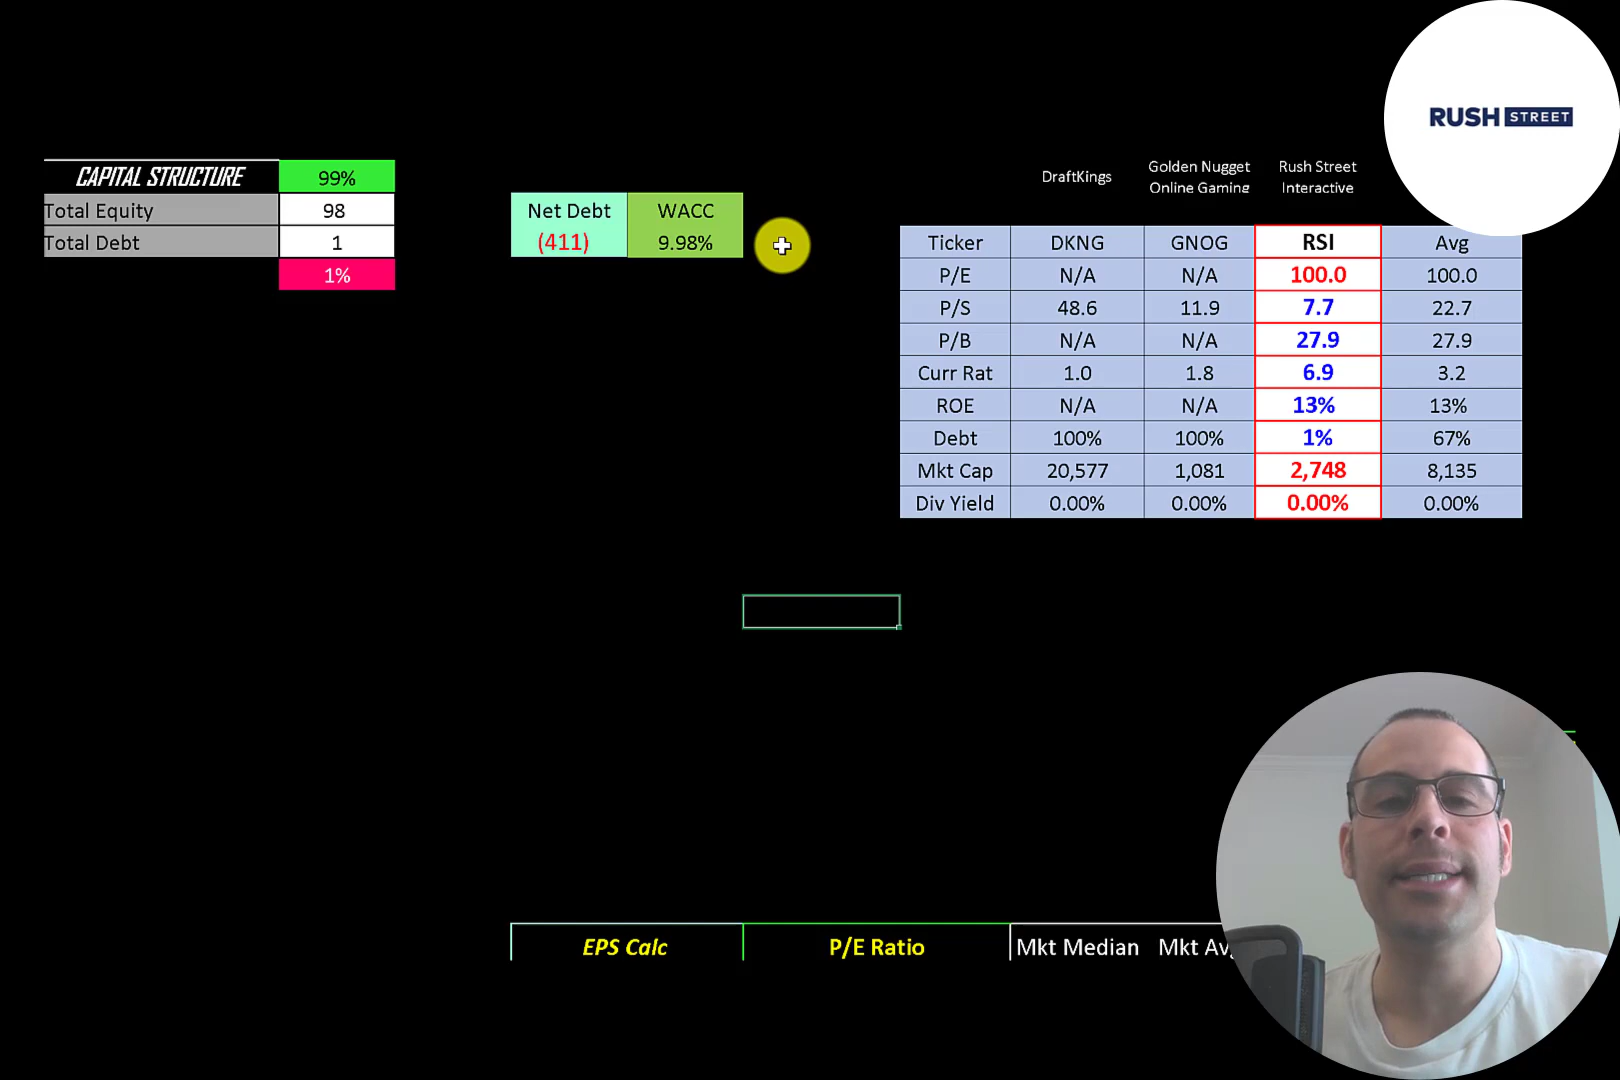 RUSH STREET
CAPITAL STRUCTURE 99%
Total Equity 98
Total Debt 1
1%
Net Debt WACC
(411) 9.98%
DraftKings Golden Nugget Online Gaming Rush Street Interactive
Ticker DKNG GNOG RSI Avg
P/E N/A N/A 100.0 100.0
P/S 48.6 11.9 7.7 22.7
P/B N/A N/A 27.9 27.9
Curr Rat 1.0 1.8 6.9 3.2
ROE N/A N/A 13% 13%
Debt 100% 100% 1% 67%
Mkt Cap 20,577 1,081 2,748 8,135
Div Yield 0.00% 0.00% 0.00% 0.00%
EPS Calc P/E Ratio Mkt Median Mkt Av